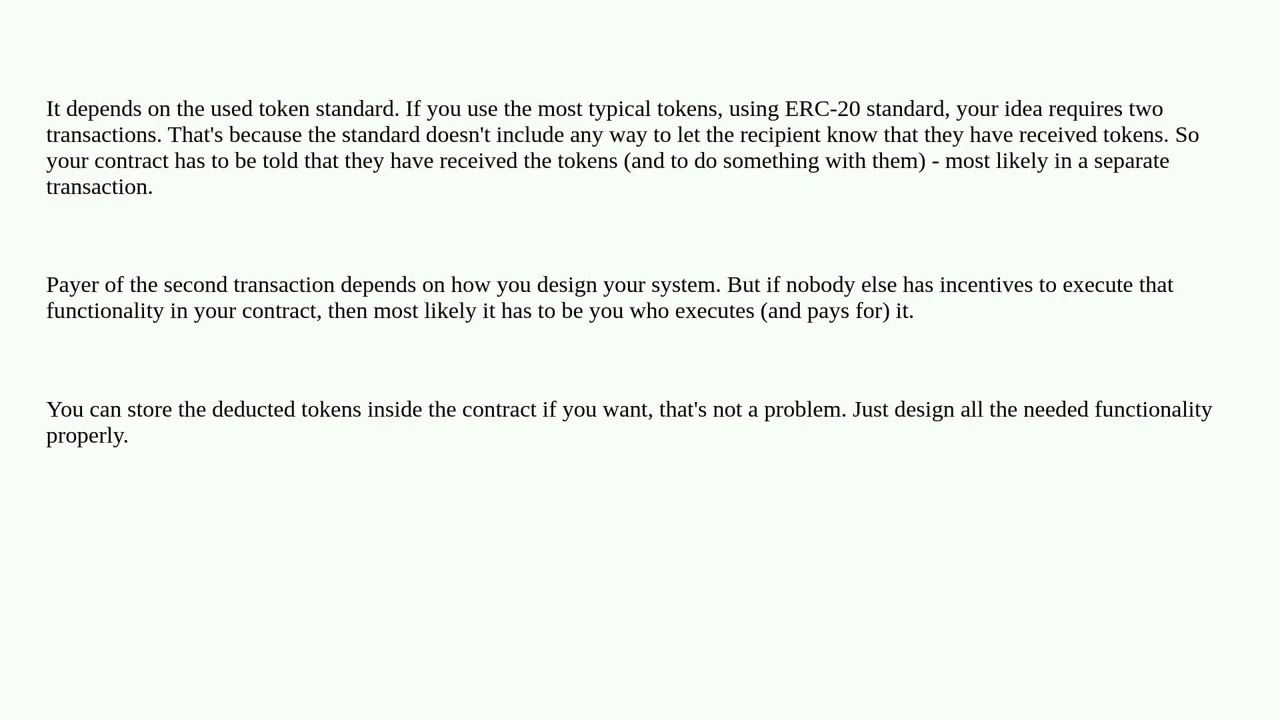 It depends on the used token standard. If you use the most typical tokens, using ERC-20 standard, your idea requires two
transactions. That's because the standard doesn't include any way to let the recipient know that they have received tokens. So
your contract has to be told that they have received the tokens (and to do something with them) - most likely in a separate
transaction.
Payer of the second transaction depends on how you design your system. But if nobody else has incentives to execute that
functionality in your contract, then most likely it has to be you who executes (and pays for) it.
You can store the deducted tokens inside the contract if you want, that's not a problem. Just design all the needed functionality
properly.